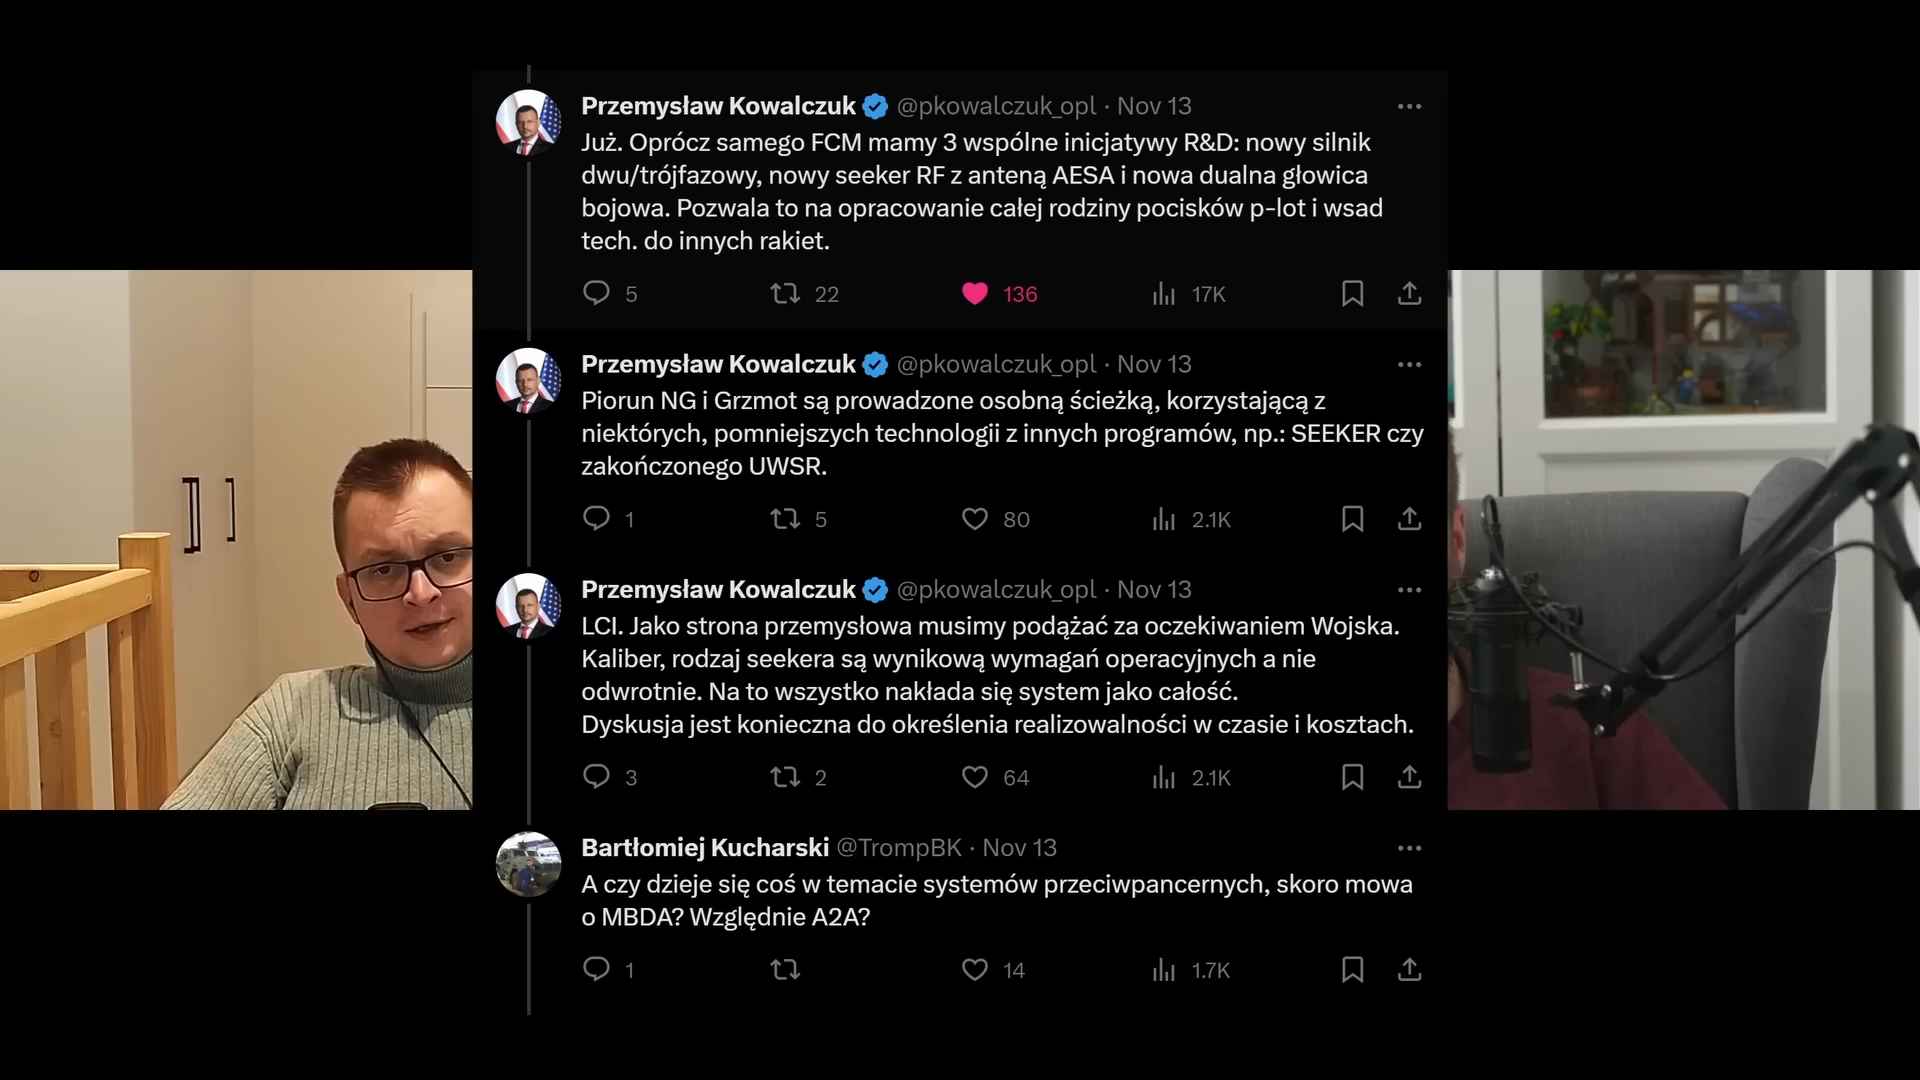 Przemysław Kowalczuk @pkowalczuk_opl · Nov 13
Już. Oprócz samego FCM mamy 3 wspólne inicjatywy R&D: nowy silnik
dwu/trójfazowy, nowy seeker RF z anteną AESA i nowa dualna głowica
bojowa. Pozwala to na opracowanie całej rodziny pocisków p-lot i wsad
tech. do innych rakiet.
5 22 136 17K
Przemysław Kowalczuk @pkowalczuk_opl · Nov 13
Piorun NG i Grzmot są prowadzone osobną ścieżką, korzystającą z
niektórych, pomniejszych technologii z innych programów, np.: SEEKER czy
zakończonego UWSR.
1 5 80 2.1K
Przemysław Kowalczuk @pkowalczuk_opl · Nov 13
LCI. Jako strona przemysłowa musimy podążać za oczekiwaniem Wojska.
Kaliber, rodzaj seekera są wynikową wymagań operacyjnych a nie
odwrotnie. Na to wszystko nakłada się system jako całość.
Dyskusja jest konieczna do określenia realizowalności w czasie i kosztach.
3 2 64 2.1K
Bartłomiej Kucharski @TrompBK · Nov 13
A czy dzieje się coś w temacie systemów przeciwpancernych, skoro mowa
o MBDA? Względnie A2A?
1 14 1.7K